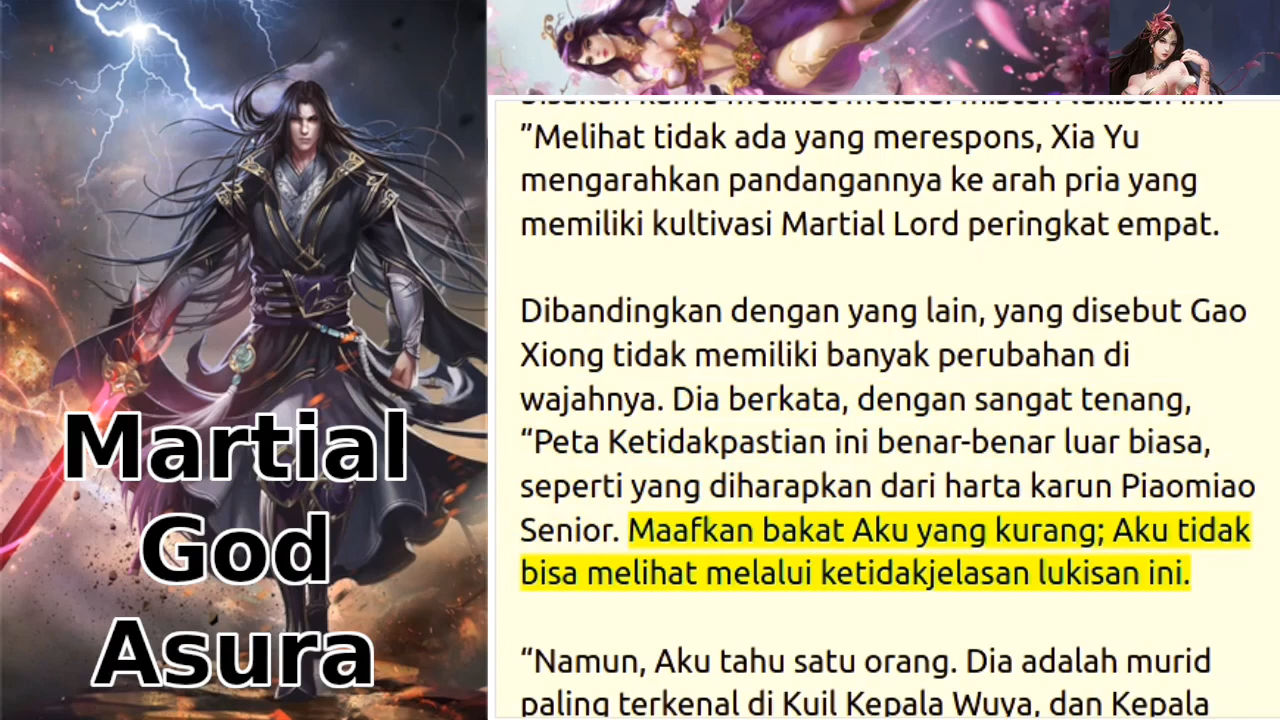 Martial
God
Asura
”Melihat tidak ada yang merespons, Xia Yu
mengarahkan pandangannya ke arah pria yang
memiliki kultivasi Martial Lord peringkat empat.
Dibandingkan dengan yang lain, yang disebut Gao
Xiong tidak memiliki banyak perubahan di
wajahnya. Dia berkata, dengan sangat tenang,
“Peta Ketidakpastian ini benar-benar luar biasa,
seperti yang diharapkan dari harta karun Piaomiao
Senior. Maafkan bakat Aku yang kurang; Aku tidak
bisa melihat melalui ketidakjelasan lukisan ini.
“Namun, Aku tahu satu orang. Dia adalah murid
paling terkenal di Kuil Kepala Wuya, dan Kepala